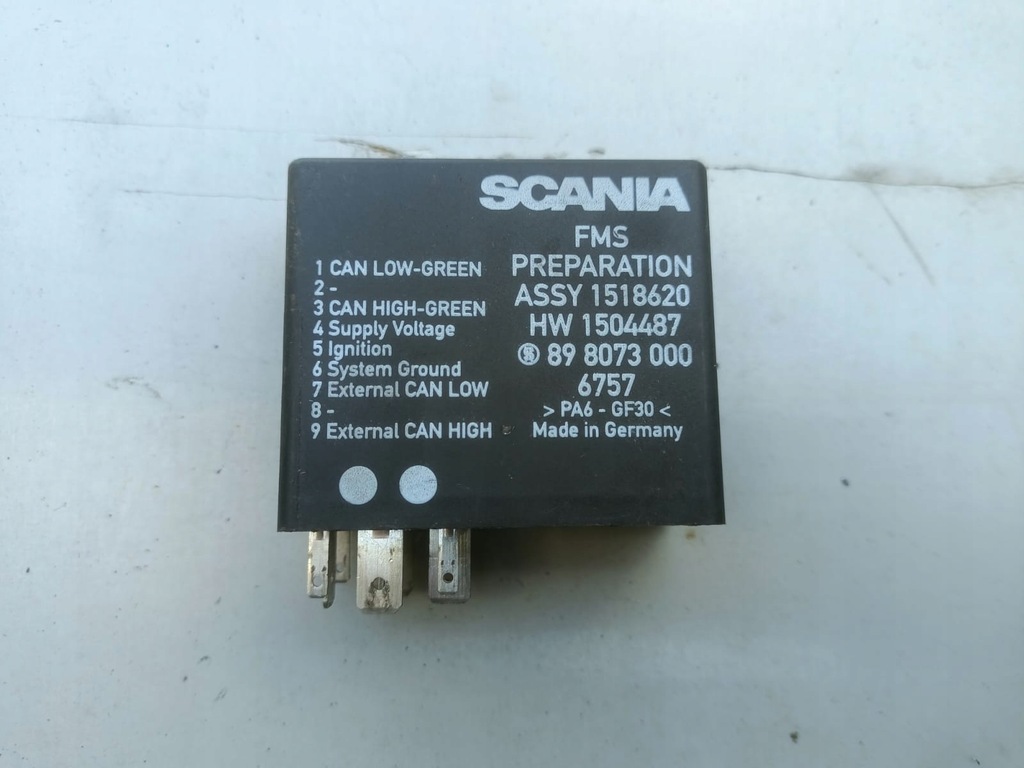 SCANIA
FMS
PREPARATION
ASSY 1518620
HW 1504487
89 8073 000
6757
> PA6 - GF30 <
Made in Germany
1 CAN LOW-GREEN
2 -
3 CAN HIGH-GREEN
4 Supply Voltage
5 Ignition
6 System Ground
7 External CAN LOW
8 -
9 External CAN HIGH